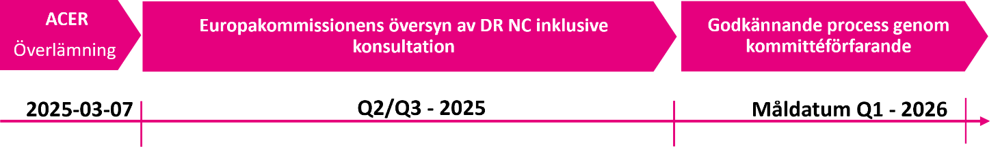 ACER
Överlämning
Europakommissionens översyn av DR NC inklusive
konsultation
Godkännande process genom
kommittéförfarande
2025-03-07
Q2/Q3 - 2025
Måldatum Q1 - 2026